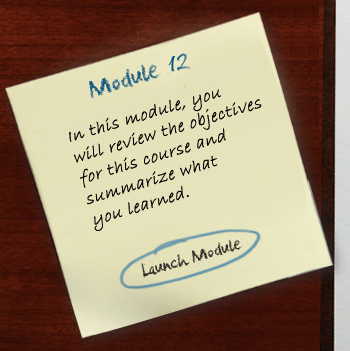 Module 12
In this module, you
will review the objectives
for this course and
summarize what
you learned.
Launch Module